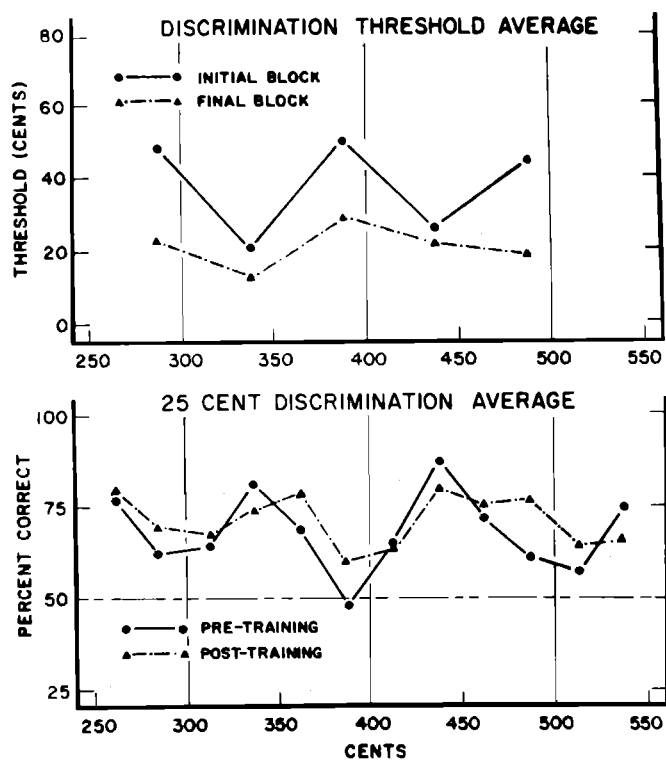 DISCRIMINATION THRESHOLD AVERAGE
80
60
40
20
0
THRESHOLD (CENTS)
INITIAL BLOCK
FINAL BLOCK
250 300 350 400 450 500 550
25 CENT DISCRIMINATION AVERAGE
100
75
50
25
PERCENT CORRECT
PRE-TRAINING
POST-TRAINING
250 300 350 400 450 500 550
CENTS